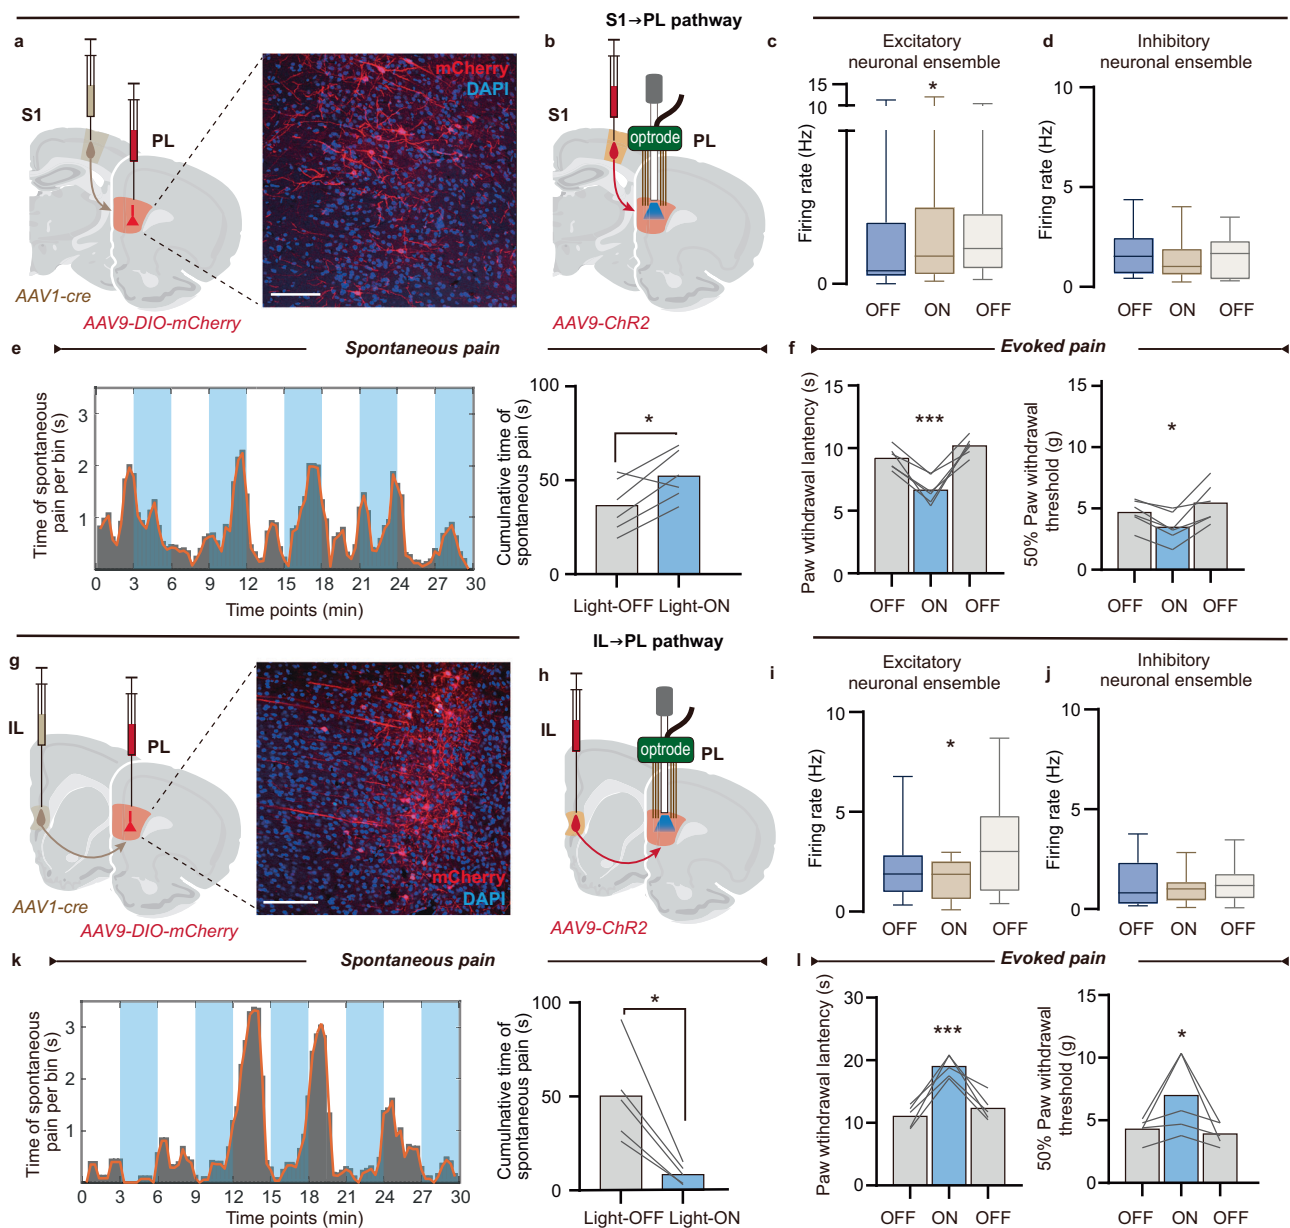 S1→PL pathway
a
S1
PL
AAV1-cre
AAV9-DIO-mCherry
mCherry
DAPI
b
S1
optrode
PL
AAV9-ChR2
c
Excitatory
neuronal ensemble
Firing rate (Hz)
15
10
0
*
OFF ON OFF
d
Inhibitory
neuronal ensemble
Firing rate (Hz)
10
5
0
OFF ON OFF
e
Spontaneous pain
Time of spontaneous
pain per bin (s)
3
2
1
0 3 6 9 12 15 18 21 24 27 30
Time points (min)
Cumulnative time of
spontaneous pain (s)
100
50
0
*
Light-OFF Light-ON
f
Evoked pain
Paw wtihdrawal lantency (s)
15
10
5
0
***
OFF ON OFF
50% Paw withdrawal
threshold (g)
15
10
5
0
*
OFF ON OFF
IL→PL pathway
g
IL
PL
AAV1-cre
AAV9-DIO-mCherry
mCherry
DAPI
h
IL
optrode
PL
AAV9-ChR2
i
Excitatory
neuronal ensemble
Firing rate (Hz)
10
5
0
*
OFF ON OFF
j
Inhibitory
neuronal ensemble
Firing rate (Hz)
10
5
0
OFF ON OFF
k
Spontaneous pain
Time of spontaneous
pain per bin (s)
3
2
1
0 3 6 9 12 15 18 21 24 27 30
Time points (min)
Cumulnative time of
spontaneous pain (s)
100
50
0
*
Light-OFF Light-ON
l
Evoked pain
Paw wtihdrawal lantency (s)
30
20
10
0
***
OFF ON OFF
50% Paw withdrawal
threshold (g)
15
10
5
0
*
OFF ON OFF